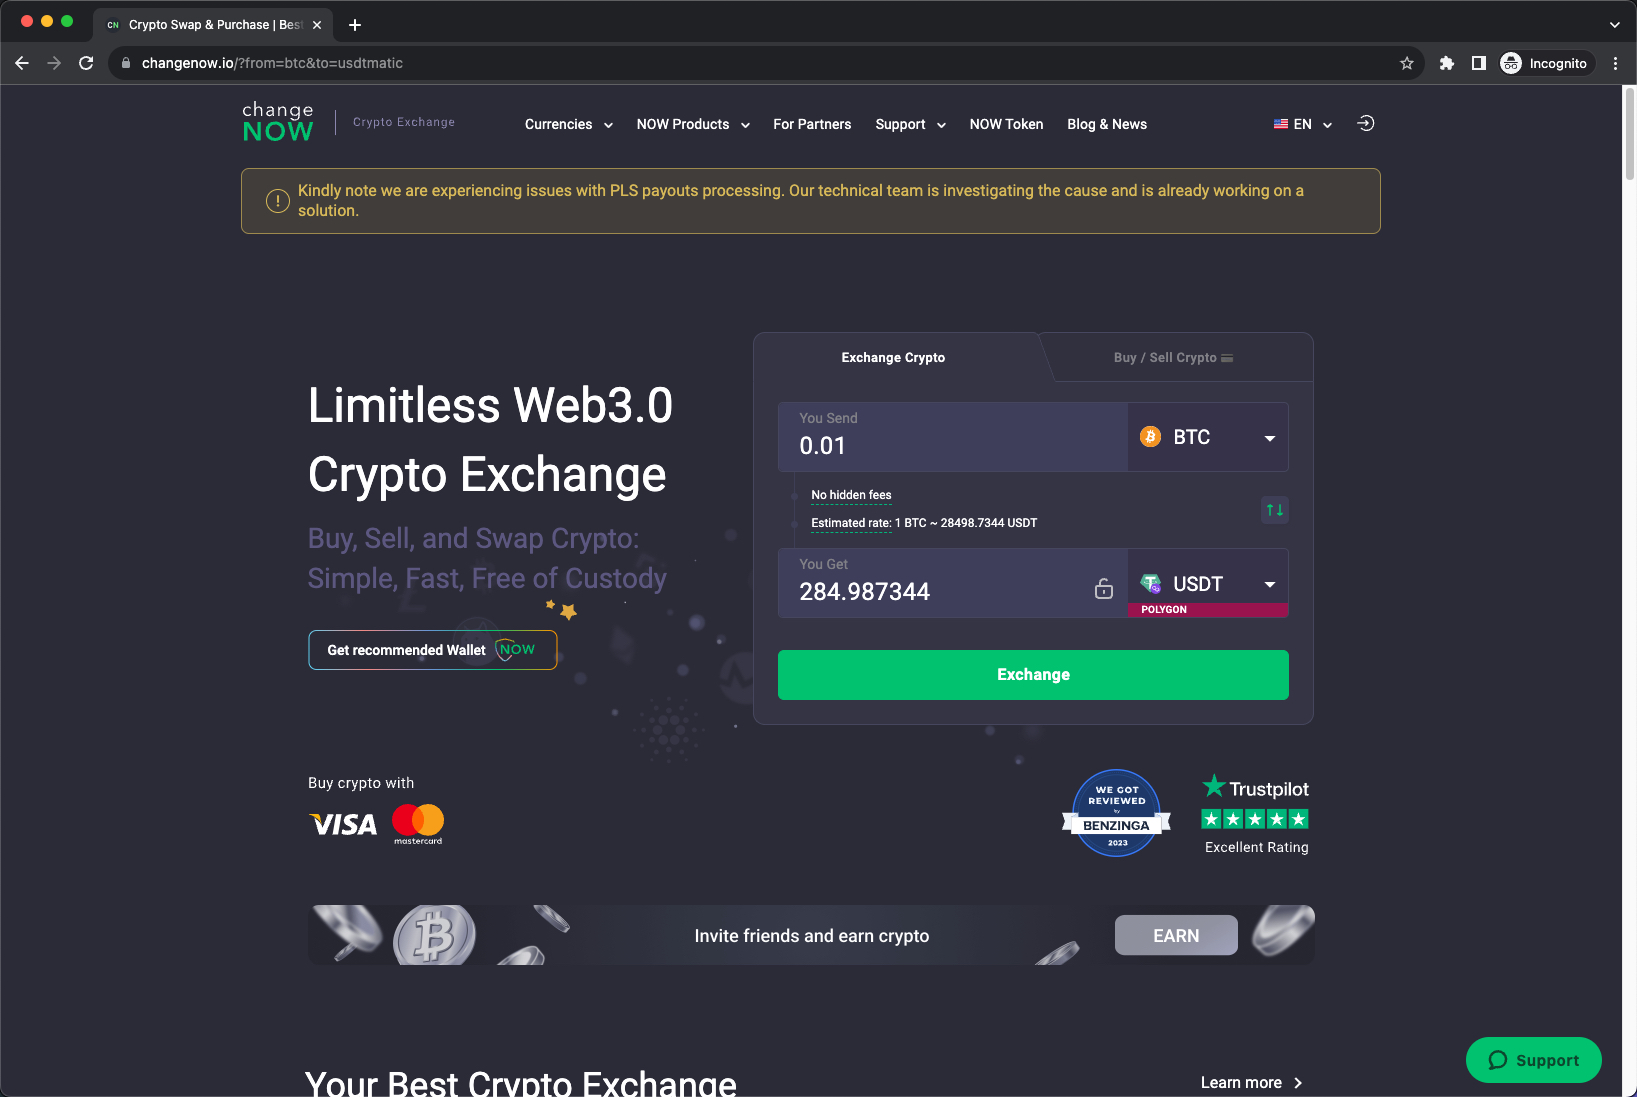 CN Crypto Swap & Purchase | Bes
changenow.io/?from=btc&to=usdtmatic
Incognito
change
NOW
Crypto Exchange
Currencies
NOW Products
For Partners
Support
NOW Token
Blog & News
EN
Kindly note we are experiencing issues with PLS payouts processing. Our technical team is investigating the cause and is already working on a
solution.
Exchange Crypto
Buy / Sell Crypto
Limitless Web3.0
Crypto Exchange
Buy, Sell, and Swap Crypto:
Simple, Fast, Free of Custody
Get recommended Wallet NOW
You Send
0.01
BTC
No hidden fees
Estimated rate: 1 BTC ~ 28498.7344 USDT
You Get
284.987344
USDT
POLYGON
Exchange
Buy crypto with
VISA
mastercard
WE GOT
REVIEWED
by
BENZINGA
2023
Trustpilot
Excellent Rating
Invite friends and earn crypto
EARN
Your Best Crypto Exchange
Learn more
Support